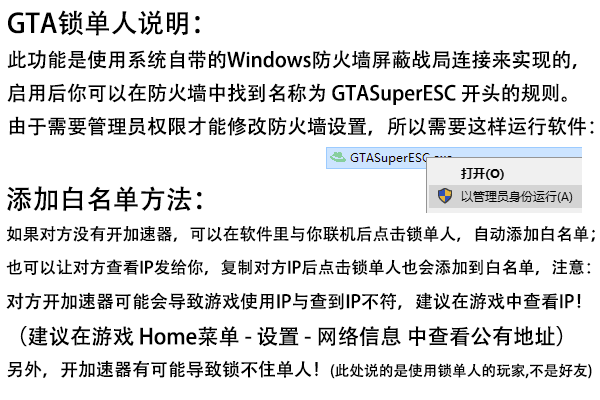 GTA锁单人说明：
此功能是使用系统自带的Windows防火墙屏蔽战局连接来实现的，
启用后你可以在防火墙中找到名称为 GTASuperESC 开头的规则。
由于需要管理员权限才能修改防火墙设置，所以需要这样运行软件：
GTASuperESC.exe
打开(O)
以管理员身份运行(A)
添加白名单方法：
如果对方没有开加速器，可以在软件里与你联机后点击锁单人，自动添加白名单；
也可以让对方查看IP发给你，复制对方IP后点击锁单人也会添加到白名单，注意：
对方开加速器可能会导致游戏使用IP与查到IP不符，建议在游戏中查看IP！
（建议在游戏 Home菜单 - 设置 - 网络信息 中查看公有地址）
另外，开加速器有可能导致锁不住单人！(此处说的是使用锁单人的玩家,不是好友)